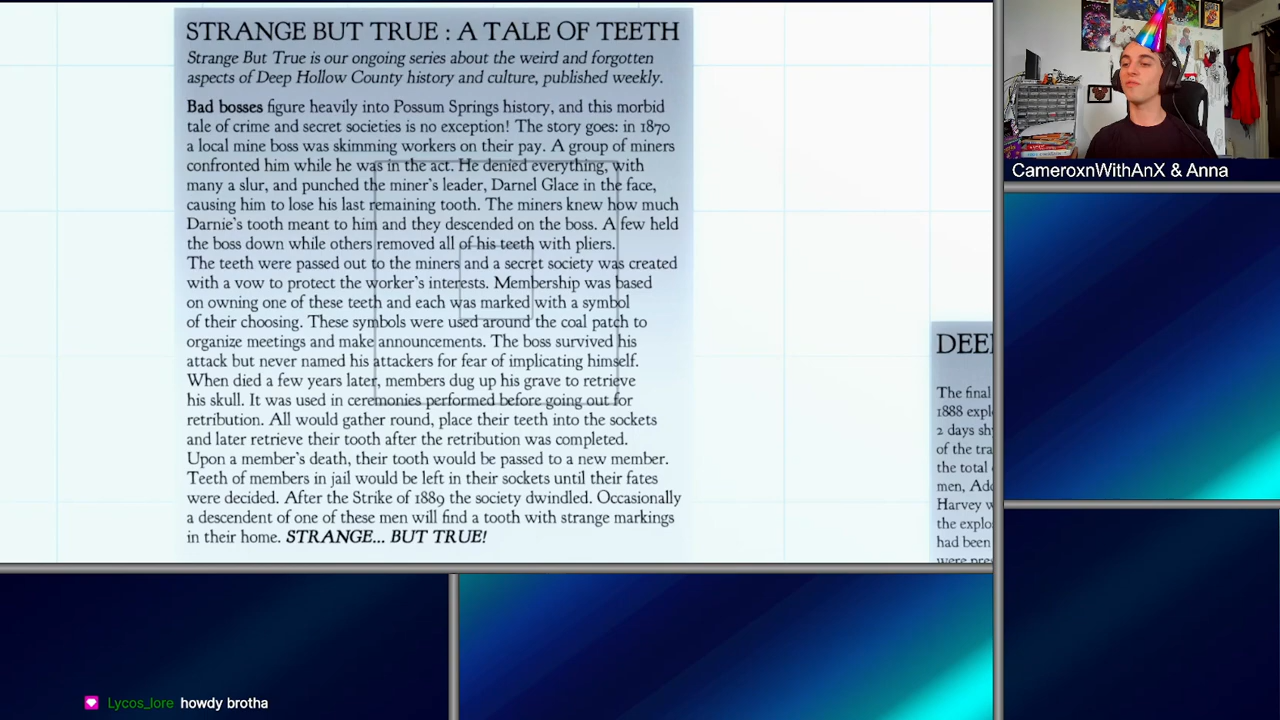 STRANGE BUT TRUE : A TALE OF TEETH
Strange But True is our ongoing series about the weird and forgotten
aspects of Deep Hollow County history and culture, published weekly.
Bad bosses figure heavily into Possum Springs history, and this morbid
tale of crime and secret societies is no exception! The story goes: in 1870
a local mine boss was skimming workers on their pay. A group of miners
confronted him while he was in the act. He denied everything, with
many a slur, and punched the miner's leader, Darnel Glace in the face,
causing him to lose his last remaining tooth. The miners knew how much
Darnie's tooth meant to him and they descended on the boss. A few held
the boss down while others removed all of his teeth with pliers.
The teeth were passed out to the miners and a secret society was created
with a vow to protect the worker's interests. Membership was based
on owning one of these teeth and each was marked with a symbol
of their choosing. These symbols were used around the coal patch to
organize meetings and make announcements. The boss survived his
attack but never named his attackers for fear of implicating himself.
When died a few years later, members dug up his grave to retrieve
his skull. It was used in ceremonies performed before going out for
retribution. All would gather round, place their teeth into the sockets
and later retrieve their tooth after the retribution was completed.
Upon a member's death, their tooth would be passed to a new member.
Teeth of members in jail would be left in their sockets until their fates
were decided. After the Strike of 1889 the society dwindled. Occasionally
a descendent of one of these men will find a tooth with strange markings
in their home. STRANGE... BUT TRUE!
DEE
The final
1888 expl
2 days sh
of the tra
the total
men, Ad
Harvey w
the explo
had been
were pre
CameroxnWithAnX & Anna
Lycos_lore howdy brotha